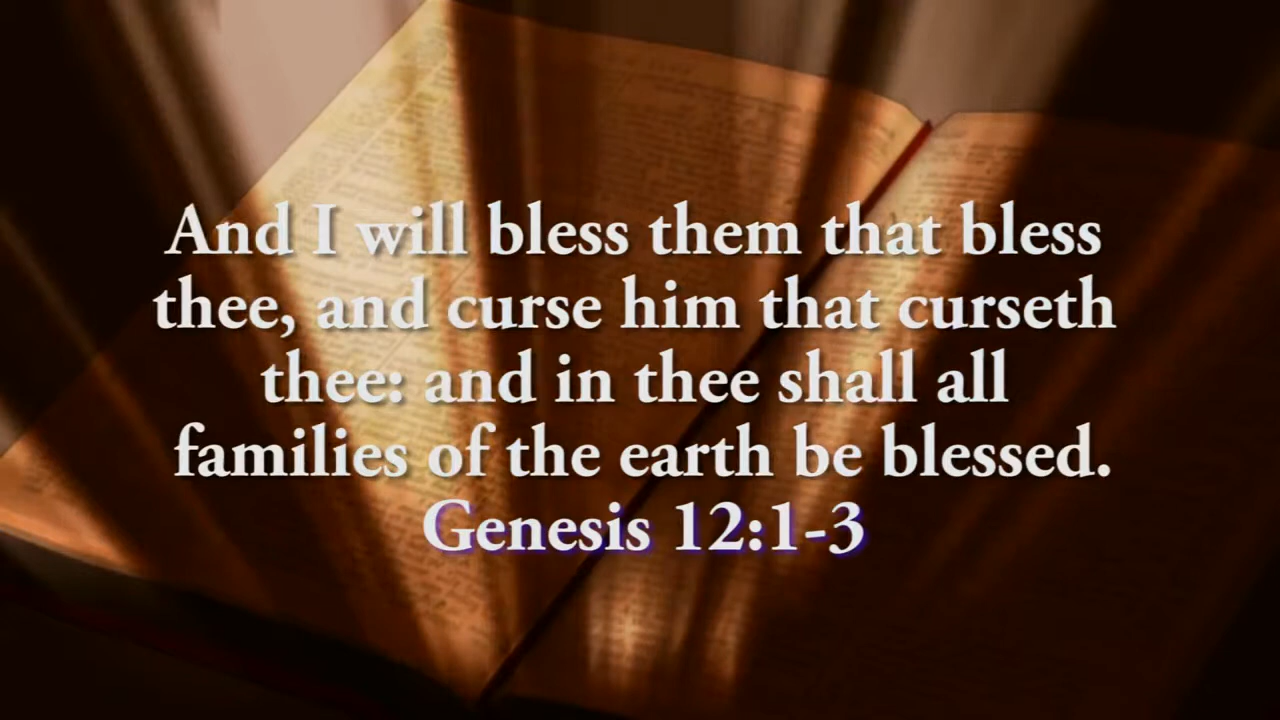 And I will bless them that bless
thee, and curse him that curseth
thee: and in thee shall all
families of the earth be blessed.
Genesis 12:1-3